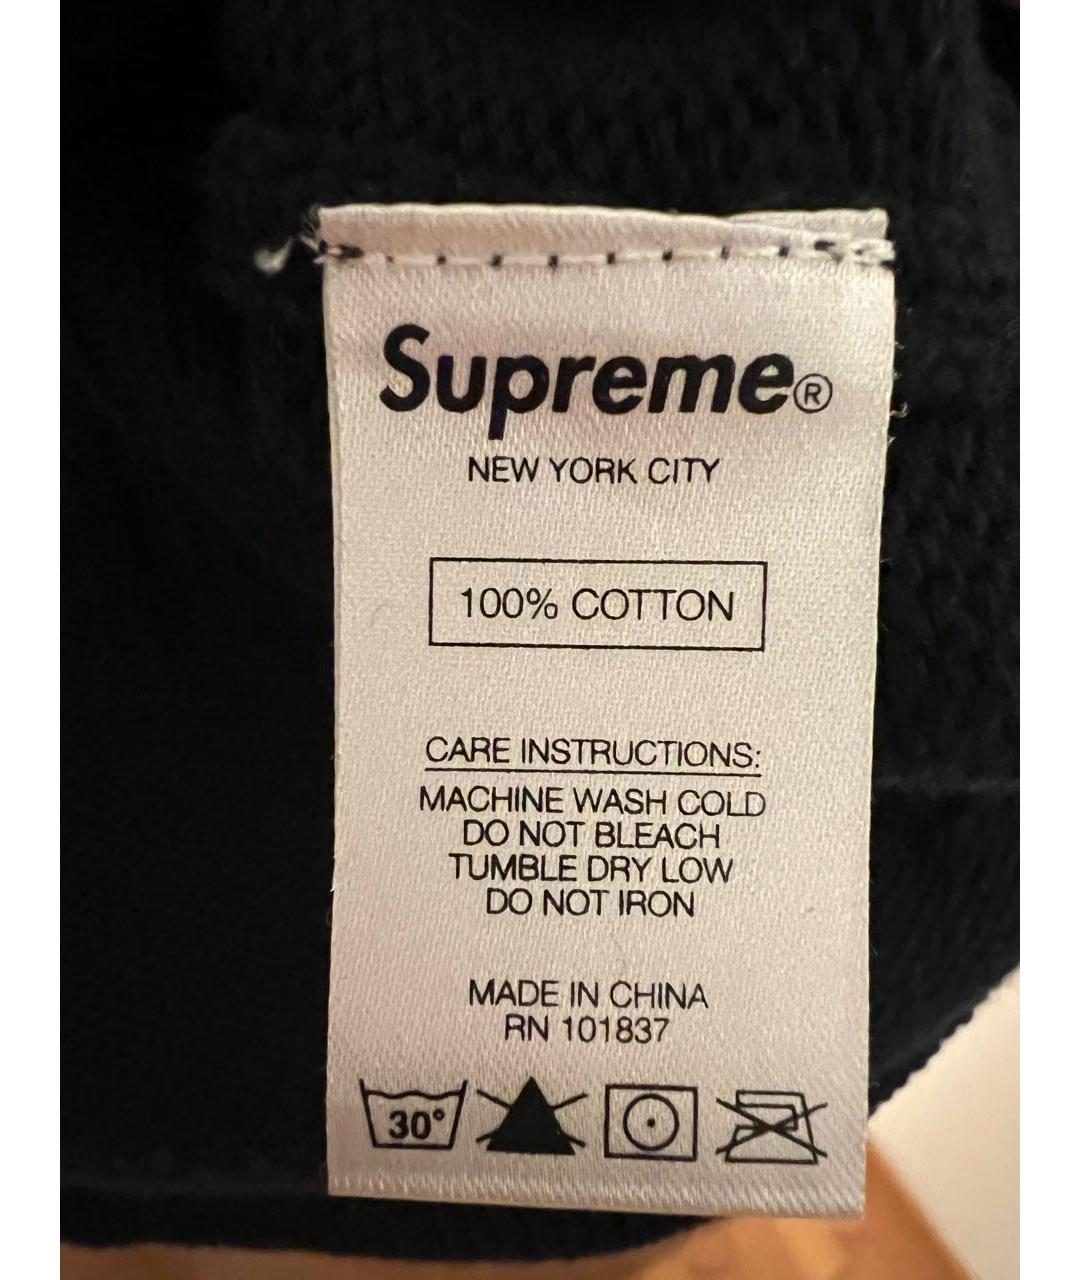 Supreme®
NEW YORK CITY
100% COTTON
CARE INSTRUCTIONS:
MACHINE WASH COLD
DO NOT BLEACH
TUMBLE DRY LOW
DO NOT IRON
MADE IN CHINA
RN 101837
30°